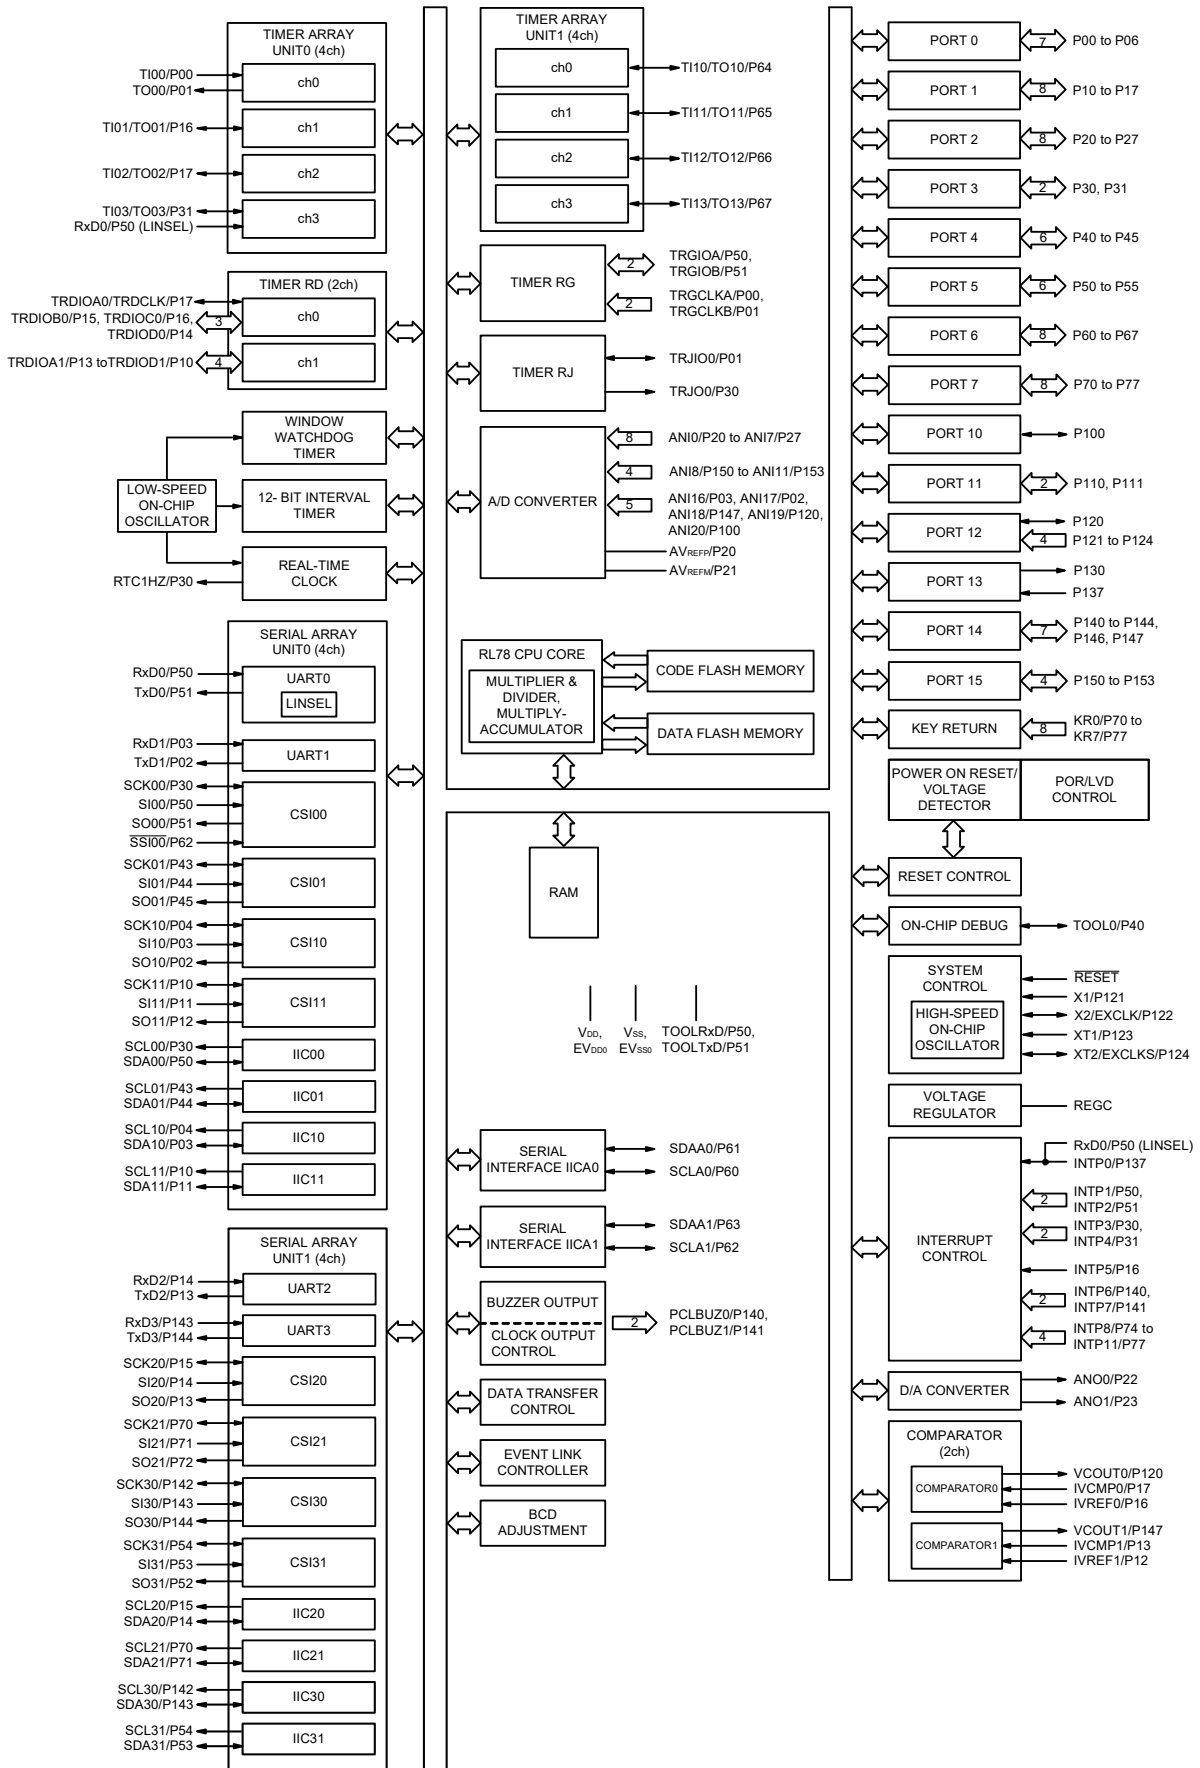 TIMER ARRAY
UNIT0 (4ch)
TI00/P00
TO00/P01
ch0
TI01/TO01/P16
ch1
TI02/TO02/P17
ch2
TI03/TO03/P31
RxD0/P50 (LINSEL)
ch3
TIMER RD (2ch)
TRDIOA0/TRDCLK/P17
TRDIOB0/P15, TRDIOC0/P16,
TRDIOD0/P14
3
ch0
TRDIOA1/P13 toTRDIOD1/P10
4
ch1
WINDOW
WATCHDOG
TIMER
LOW-SPEED
ON-CHIP
OSCILLATOR
12- BIT INTERVAL
TIMER
REAL-TIME
CLOCK
RTC1HZ/P30
SERIAL ARRAY
UNIT0 (4ch)
RxD0/P50
TxD0/P51
UART0
LINSEL
RxD1/P03
TxD1/P02
UART1
SCK00/P30
SI00/P50
SO00/P51
SSI00/P62
CSI00
SCK01/P43
SI01/P44
SO01/P45
CSI01
SCK10/P04
SI10/P03
SO10/P02
CSI10
SCK11/P10
SI11/P11
SO11/P12
CSI11
SCL00/P30
SDA00/P50
IIC00
SCL01/P43
SDA01/P44
IIC01
SCL10/P04
SDA10/P03
IIC10
SCL11/P10
SDA11/P11
IIC11
SERIAL ARRAY
UNIT1 (4ch)
RxD2/P14
TxD2/P13
UART2
RxD3/P143
TxD3/P144
UART3
SCK20/P15
SI20/P14
SO20/P13
CSI20
SCK21/P70
SI21/P71
SO21/P72
CSI21
SCK30/P142
SI30/P143
SO30/P144
CSI30
SCK31/P54
SI31/P53
SO31/P52
CSI31
SCL20/P15
SDA20/P14
IIC20
SCL21/P70
SDA21/P71
IIC21
SCL30/P142
SDA30/P143
IIC30
SCL31/P54
SDA31/P53
IIC31
TIMER ARRAY
UNIT1 (4ch)
ch0
TI10/TO10/P64
ch1
TI11/TO11/P65
ch2
TI12/TO12/P66
ch3
TI13/TO13/P67
TIMER RG
2
TRGIOA/P50,
TRGIOB/P51
2
TRGCLKA/P00,
TRGCLKB/P01
TIMER RJ
TRJIO0/P01
TRJO0/P30
A/D CONVERTER
8
ANI0/P20 to ANI7/P27
4
ANI8/P150 to ANI11/P153
5
ANI16/P03, ANI17/P02,
ANI18/P147, ANI19/P120,
ANI20/P100
AVREFP/P20
AVREFM/P21
RL78 CPU CORE
MULTIPLIER &
DIVIDER,
MULTIPLY-
ACCUMULATOR
CODE FLASH MEMORY
DATA FLASH MEMORY
RAM
VDD,
EVDD0
VSS,
EVSS0
TOOLRxD/P50,
TOOLTxD/P51
SERIAL
INTERFACE IICA0
SDAA0/P61
SCLA0/P60
SERIAL
INTERFACE IICA1
SDAA1/P63
SCLA1/P62
BUZZER OUTPUT
CLOCK OUTPUT
CONTROL
2
PCLBUZ0/P140,
PCLBUZ1/P141
DATA TRANSFER
CONTROL
EVENT LINK
CONTROLLER
BCD
ADJUSTMENT
PORT 0
7
P00 to P06
PORT 1
8
P10 to P17
PORT 2
8
P20 to P27
PORT 3
2
P30, P31
PORT 4
6
P40 to P45
PORT 5
6
P50 to P55
PORT 6
8
P60 to P67
PORT 7
8
P70 to P77
PORT 10
P100
PORT 11
2
P110, P111
PORT 12
P120
4
P121 to P124
PORT 13
P130
P137
PORT 14
7
P140 to P144,
P146, P147
PORT 15
4
P150 to P153
KEY RETURN
8
KR0/P70 to
KR7/P77
POWER ON RESET/
VOLTAGE
DETECTOR
POR/LVD
CONTROL
RESET CONTROL
ON-CHIP DEBUG
TOOL0/P40
SYSTEM
CONTROL
HIGH-SPEED
ON-CHIP
OSCILLATOR
RESET
X1/P121
X2/EXCLK/P122
XT1/P123
XT2/EXCLKS/P124
VOLTAGE
REGULATOR
REGC
INTERRUPT
CONTROL
RxD0/P50 (LINSEL)
INTP0/P137
2
INTP1/P50,
INTP2/P51
2
INTP3/P30,
INTP4/P31
INTP5/P16
2
INTP6/P140,
INTP7/P141
4
INTP8/P74 to
INTP11/P77
D/A CONVERTER
ANO0/P22
ANO1/P23
COMPARATOR
(2ch)
COMPARATOR0
VCOUT0/P120
IVCMP0/P17
IVREF0/P16
COMPARATOR1
VCOUT1/P147
IVCMP1/P13
IVREF1/P12